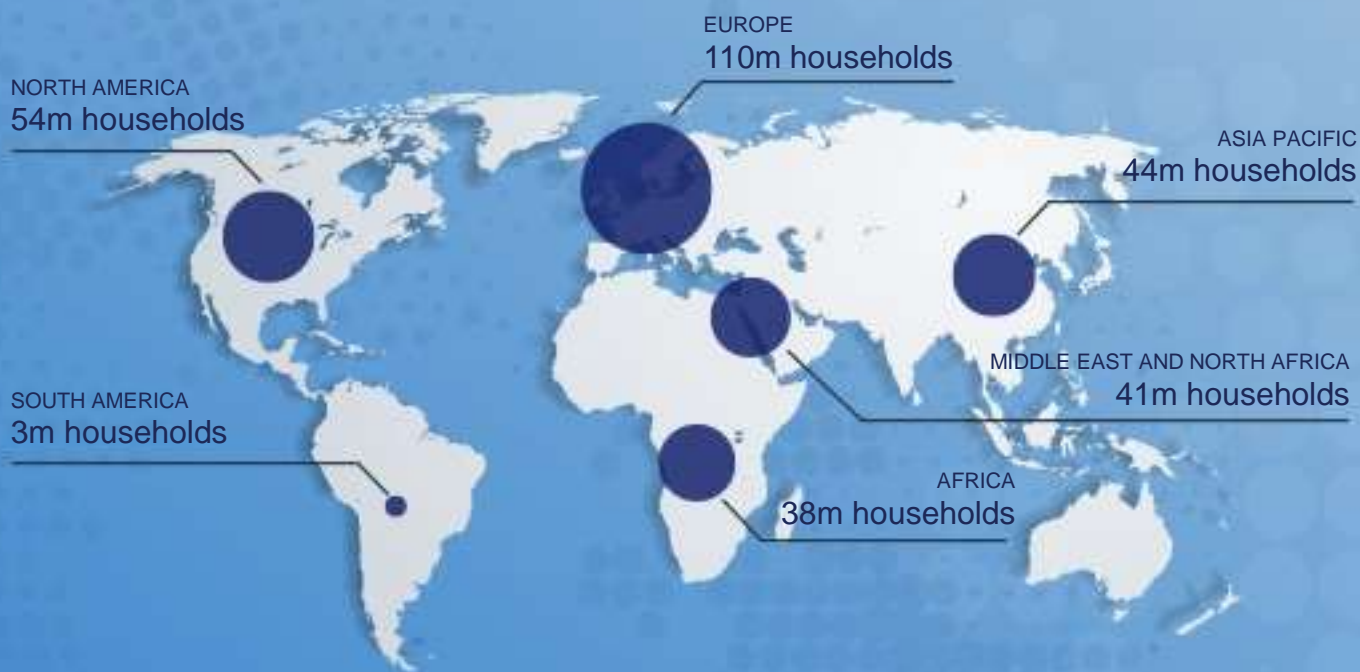 EUROPE
110m households
NORTH AMERICA
54m households
ASIA PACIFIC
44m households
MIDDLE EAST AND NORTH AFRICA
41m households
SOUTH AMERICA
3m households
AFRICA
38m households